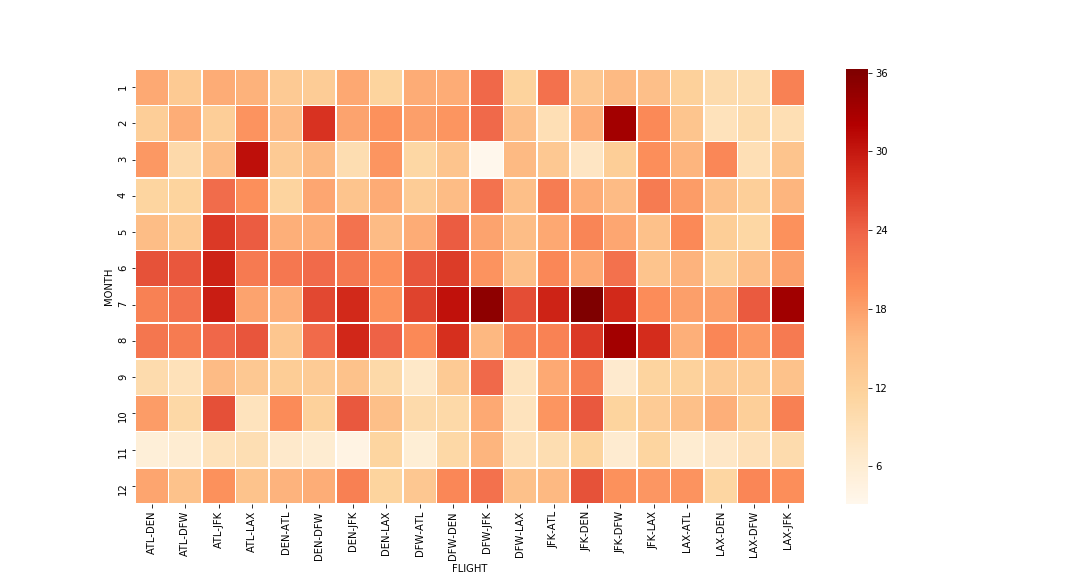 1
2
3
4
5
6
7
8
9
10
11
12
MONTH
ATL-DEN
ATL-DFW
ATL-JFK
ATL-LAX
DEN-ATL
DEN-DFW
DEN-JFK
DEN-LAX
DFW-ATL
DFW-DEN
DFW-JFK
DFW-LAX
JFK-ATL
JFK-DEN
JFK-DFW
JFK-LAX
LAX-ATL
LAX-DEN
LAX-DFW
LAX-JFK
FLIGHT
36
30
24
18
12
6